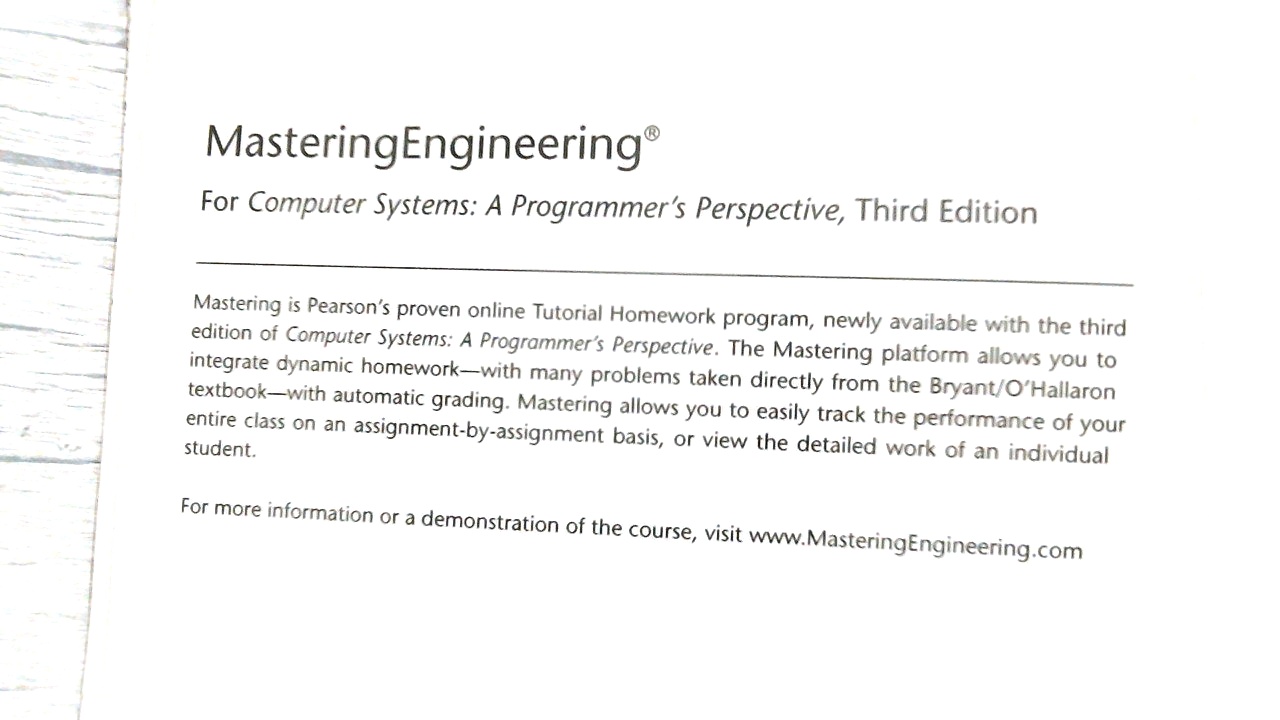 MasteringEngineering®
For Computer Systems: A Programmer's Perspective, Third Edition
Mastering is Pearson's proven online Tutorial Homework program, newly available with the third
edition of Computer Systems: A Programmer's Perspective. The Mastering platform allows you to
integrate dynamic homework—with many problems taken directly from the Bryant/O'Hallaron
textbook—with automatic grading. Mastering allows you to easily track the performance of your
entire class on an assignment-by-assignment basis, or view the detailed work of an individual
student.
For more information or a demonstration of the course, visit www.MasteringEngineering.com